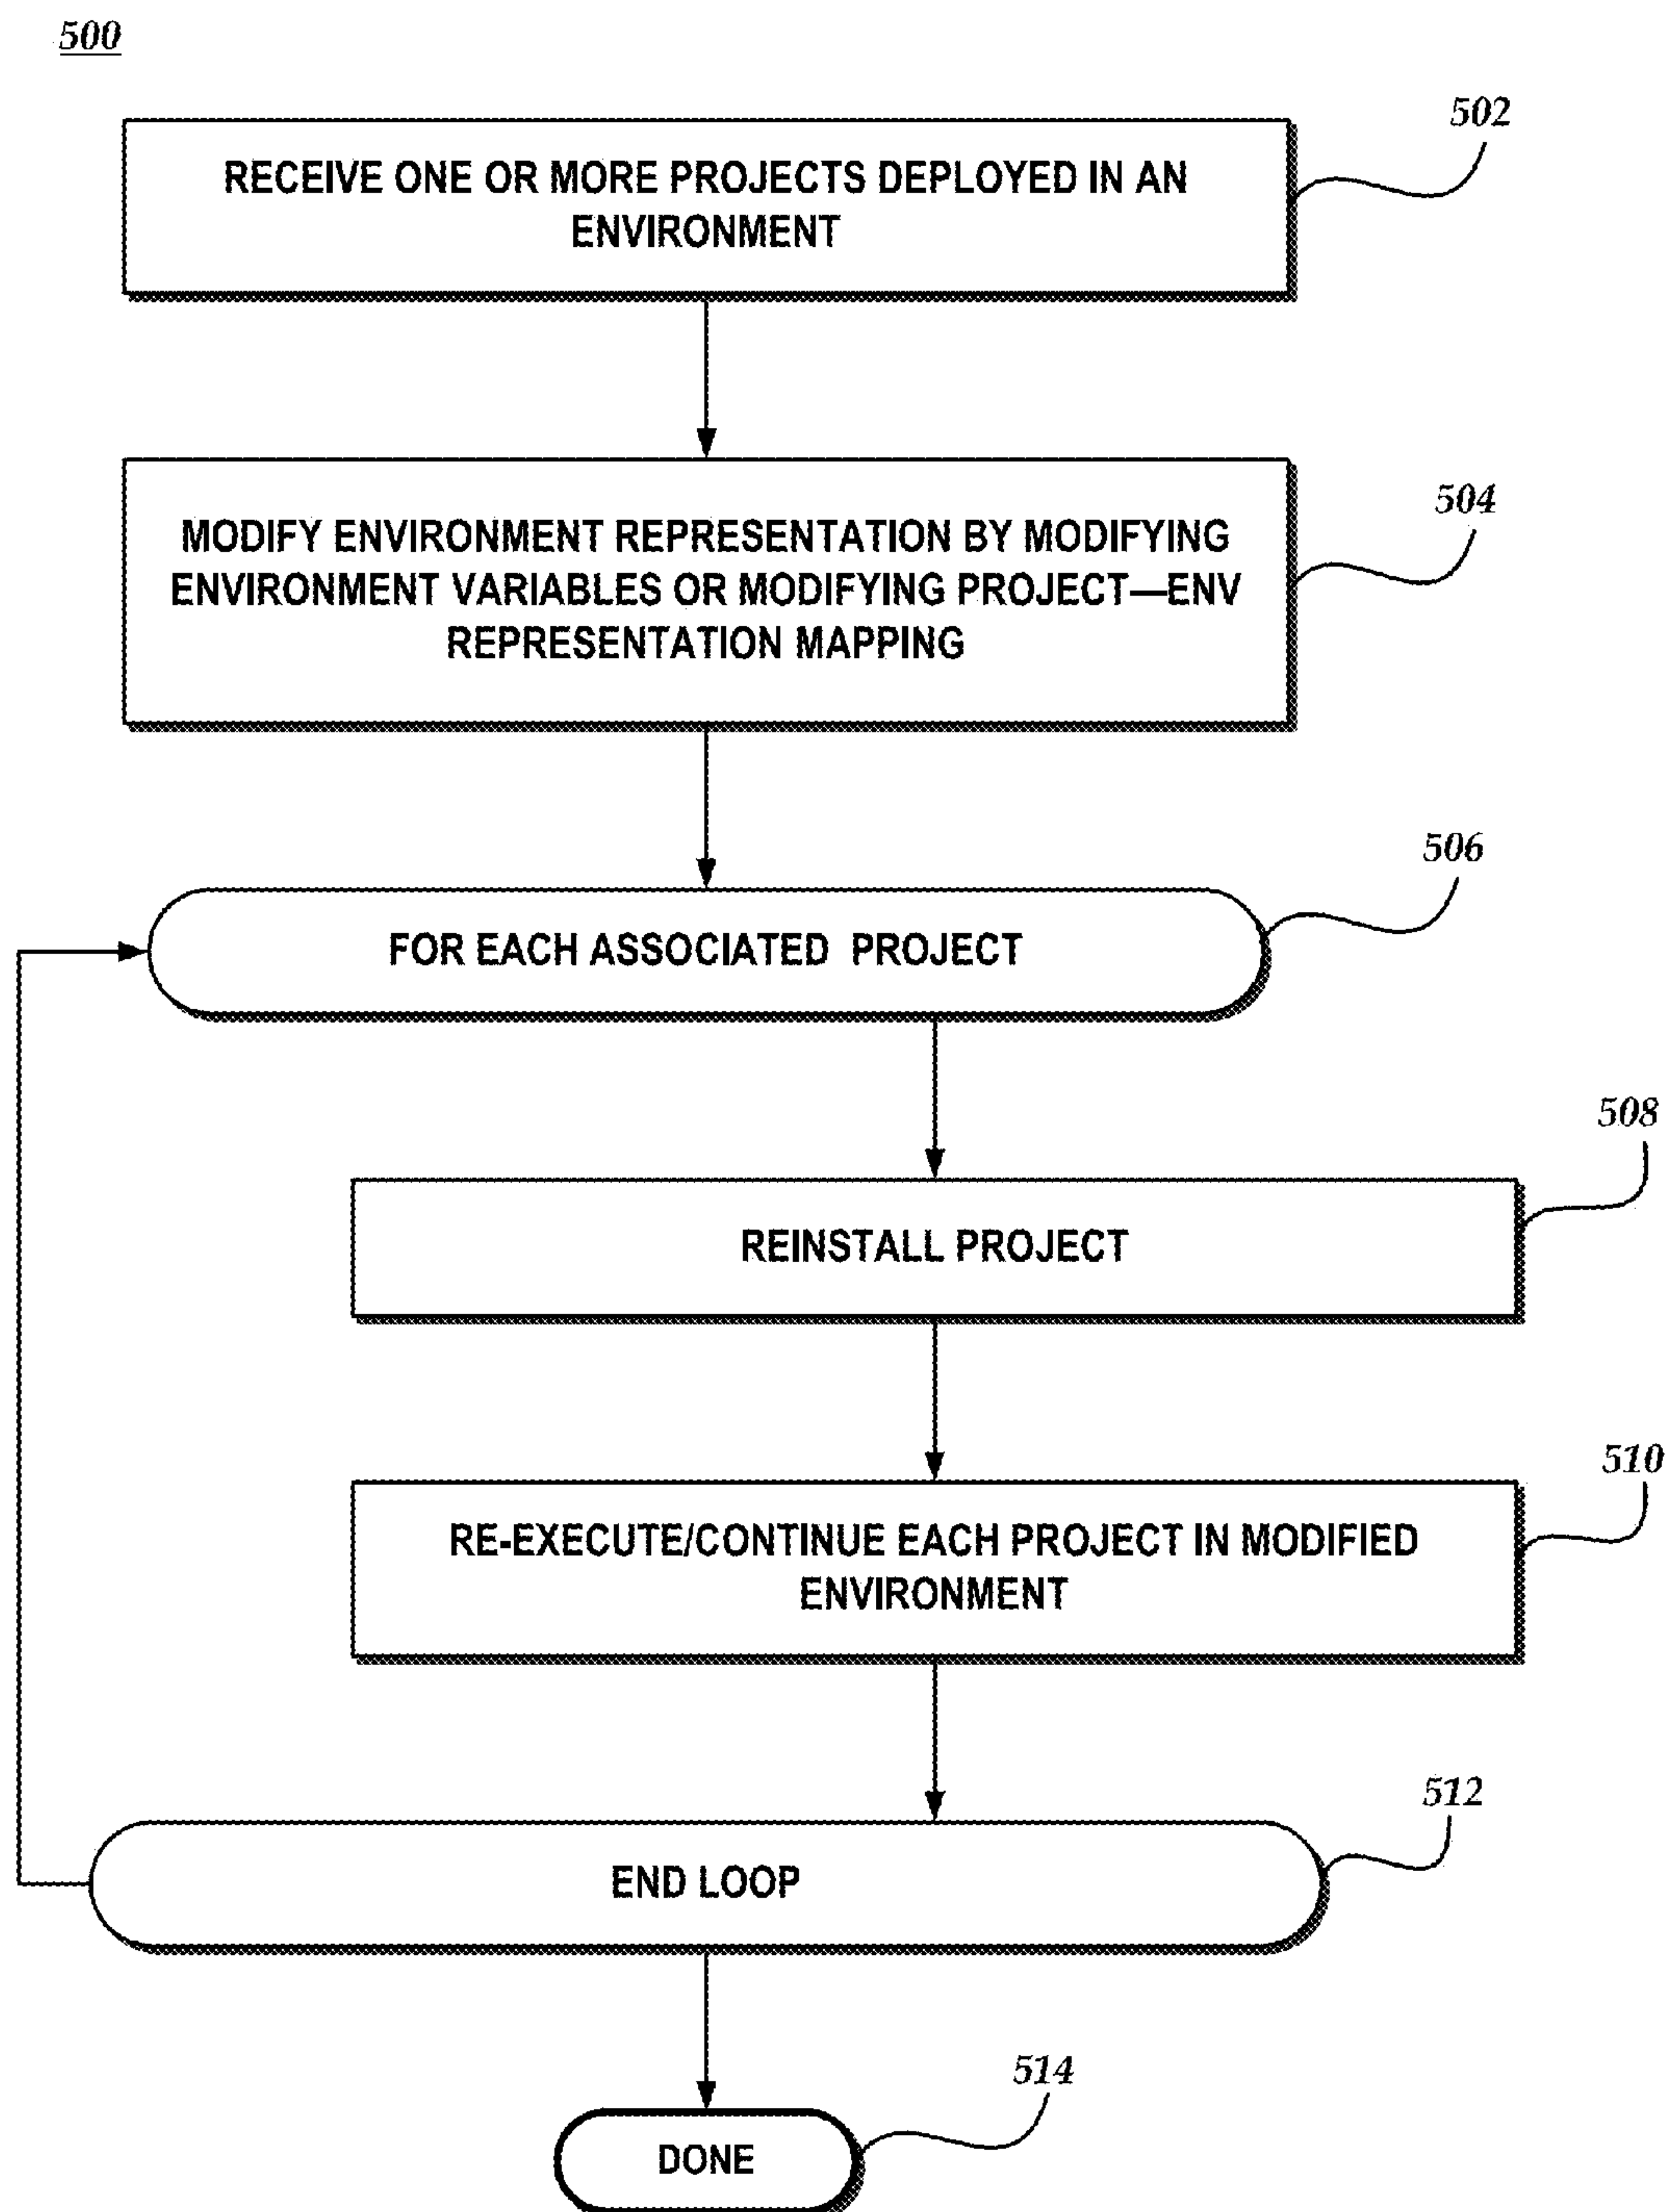 500
502
RECEIVE ONE OR MORE PROJECTS DEPLOYED IN AN
ENVIRONMENT
504
MODIFY ENVIRONMENT REPRESENTATION BY MODIFYING
ENVIRONMENT VARIABLES OR MODIFYING PROJECT—ENV
REPRESENTATION MAPPING
506
FOR EACH ASSOCIATED PROJECT
508
REINSTALL PROJECT
510
RE-EXECUTE/CONTINUE EACH PROJECT IN MODIFIED
ENVIRONMENT
512
END LOOP
514
DONE